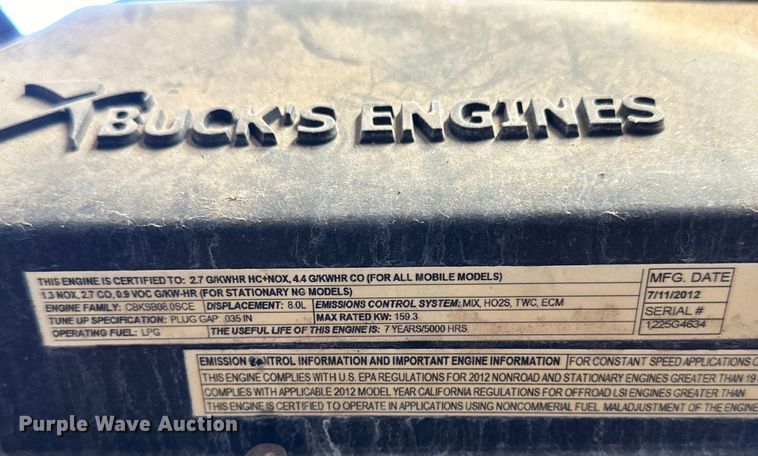 BUCK'S ENGINES
THIS ENGINE IS CERTIFIED TO: 2.7 G/KWHR HC+NOX, 4.4 G/KWHR CO (FOR ALL MOBILE MODELS)
1.3 NOX, 2.7 CO, 0.9 VOC G/KW-HR (FOR STATIONARY NG MODELS)
ENGINE FAMILY: CBKSB08.0SCE DISPLACEMENT: 8.0L EMISSIONS CONTROL SYSTEM: MIX, HO2S, TWC, ECM
TUNE UP SPECIFICATION: PLUG GAP .035 IN MAX RATED KW: 159.3
OPERATING FUEL: LPG THE USEFUL LIFE OF THIS ENGINE IS: 7 YEARS/5000 HRS.
MFG. DATE
7/11/2012
SERIAL #
1225G4634
EMISSION CONTROL INFORMATION AND IMPORTANT ENGINE INFORMATION FOR CONSTANT SPEED APPLICATIONS O
THIS ENGINE COMPLIES WITH U.S. EPA REGULATIONS FOR 2012 NONROAD AND STATIONARY ENGINES GREATER THAN 19
COMPLIES WITH APPLICABLE 2012 MODEL YEAR CALIFORNIA REGULATIONS FOR OFFROAD LSI ENGINES GREATER THAN
THIS ENGINE IS CERTIFIED TO OPERATE IN APPLICATIONS USING NONCOMMERIAL FUEL. MALADJUSTMENT OF THE ENGIN
Purple Wave Auction